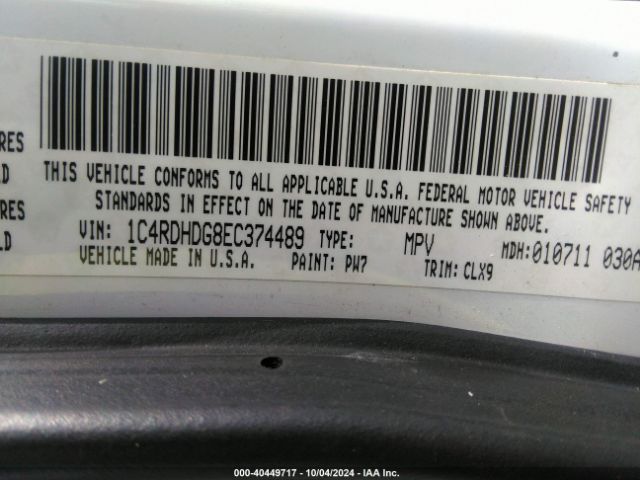 RES
LD
THIS VEHICLE CONFORMS TO ALL APPLICABLE U.S.A. FEDERAL MOTOR VEHICLE SAFETY
STANDARDS IN EFFECT ON THE DATE OF MANUFACTURE SHOWN ABOVE.
RES
LD
VIN: 1C4RDHDG8EC374489 TYPE: MPV MDH:010711 030A
VEHICLE MADE IN U.S.A. PAINT: PW7 TRIM: CLX9
000-40449717 - 10/04/2024 - IAA Inc.